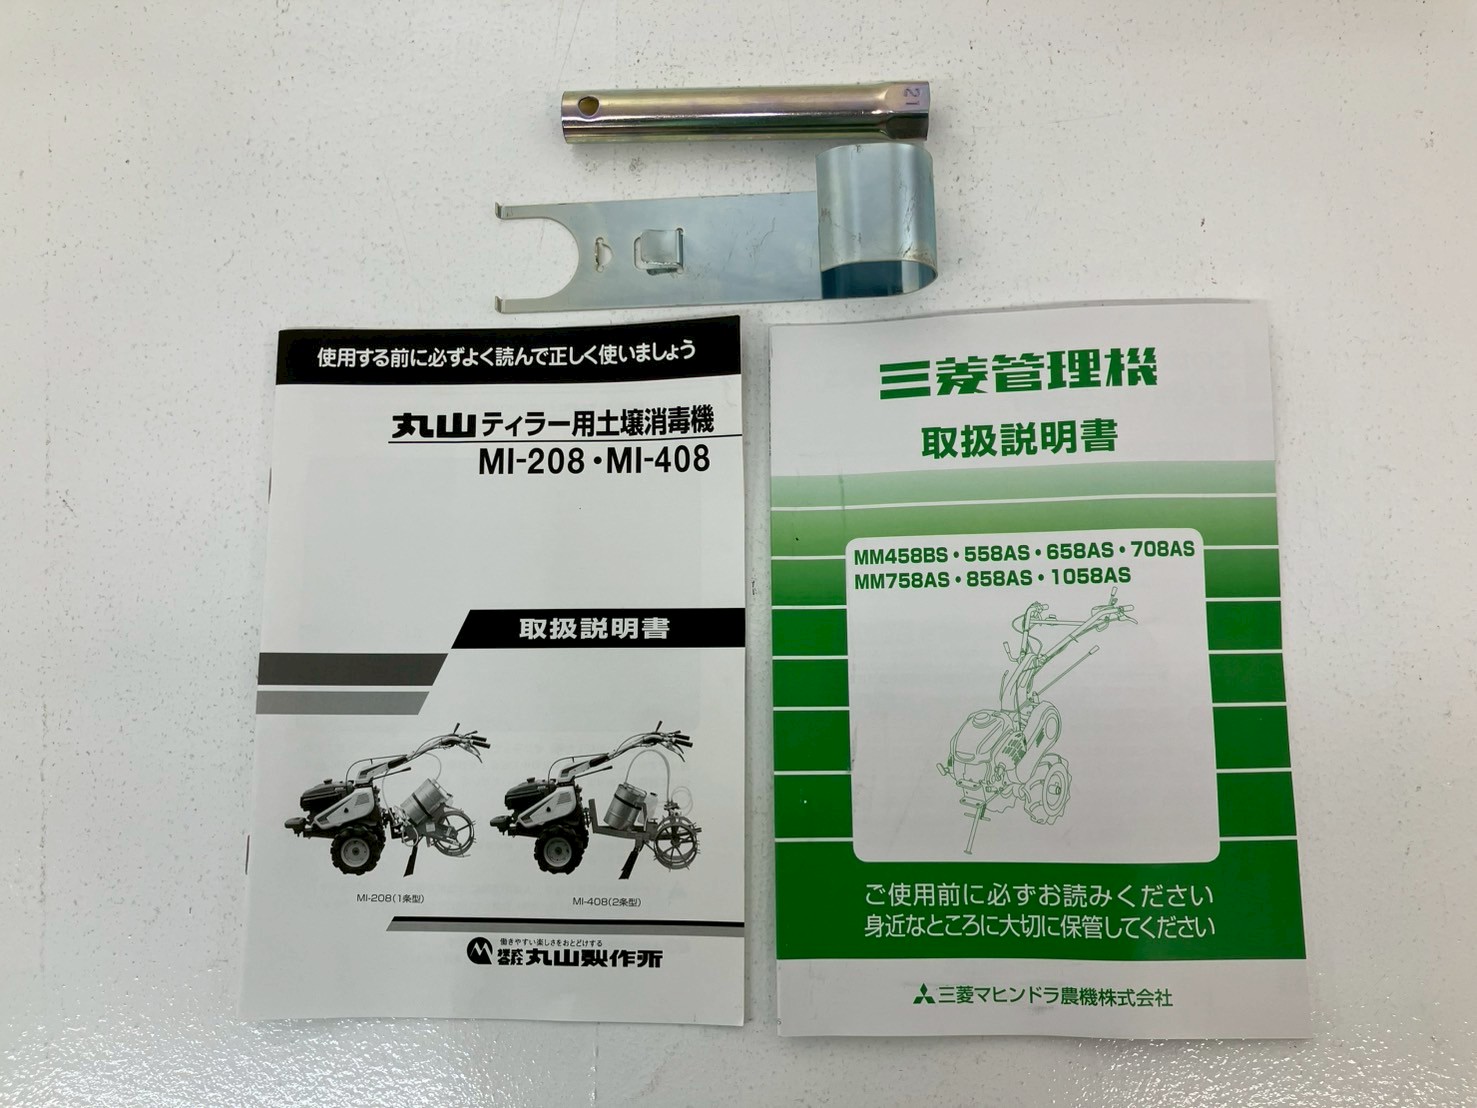 21
使用する前に必ずよく読んで正しく使いましょう
丸山ティラー用土壌消毒機
MI-208・MI-408
取扱説明書
MI-208(1条型)
MI-408(2条型)
働きやすい楽しさをおとどけする
株式会社丸山製作所
三菱管理機
取扱説明書
MM458BS・558AS・658AS・708AS
MM758AS・858AS・1058AS
ご使用前に必ずお読みください
身近なところに大切に保管してください
三菱マヒンドラ農機株式会社